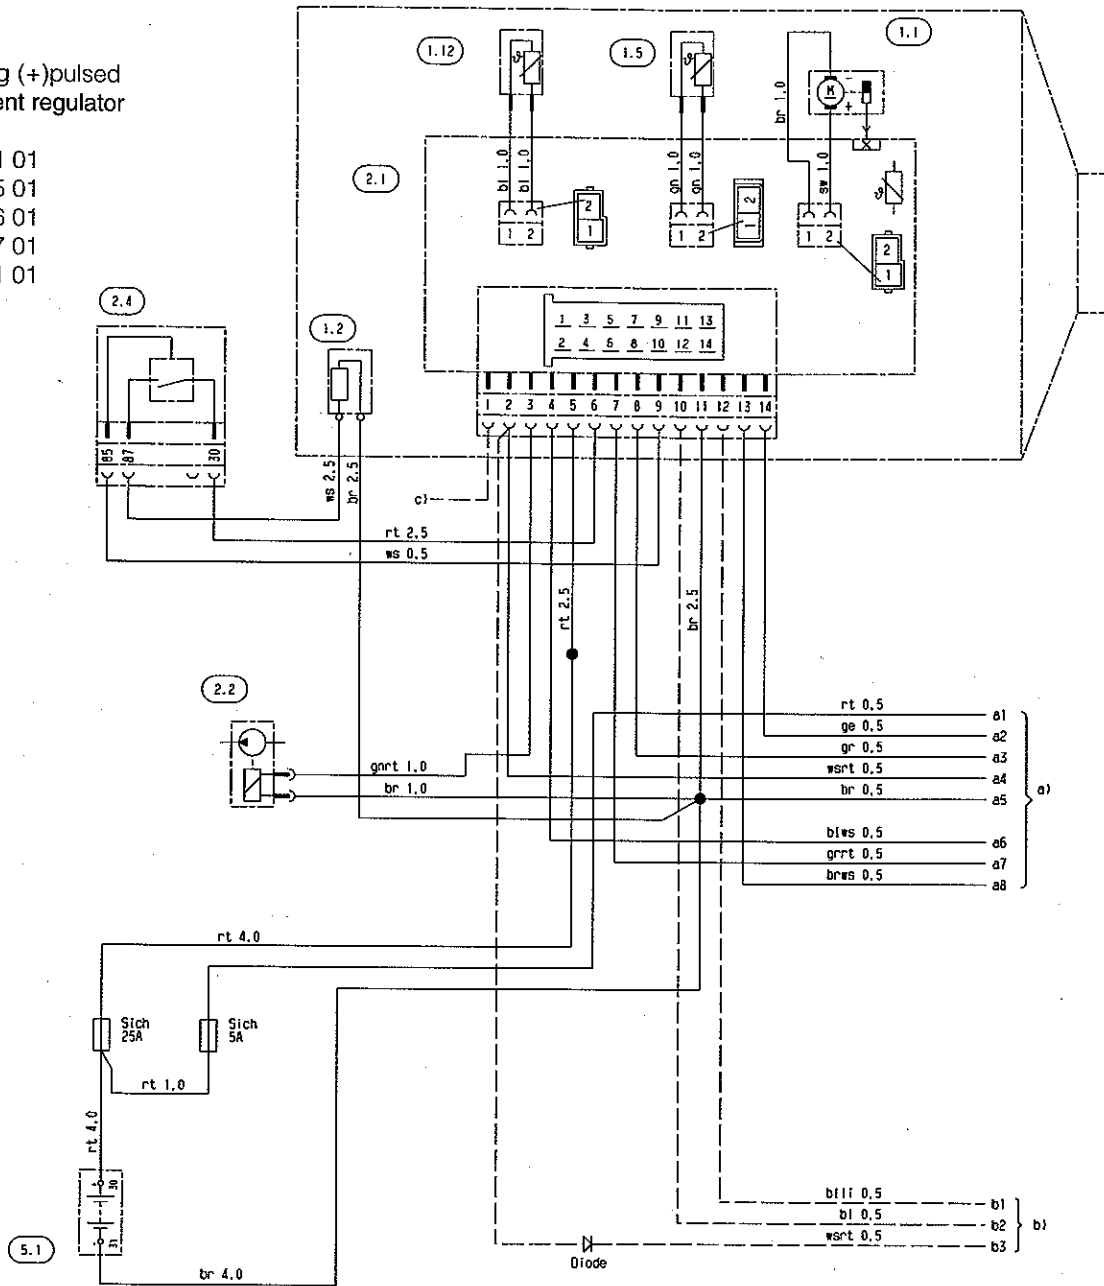 g (+)pulsed
ent regulator
1.12
1.5
1.1
K
- +
br 1.0
2.1
bl 1.0
bl 1.0
gn 1.0
gn 1.0
sw 1.0
1 2
2
1
1 2
2
1
1 2
2
1
01
5 01
6 01
7 01
01
2.4
1.2
1 3 5 7 9 11 13
2 4 6 8 10 12 14
1 2 3 4 5 6 7 8 9 10 11 12 13 14
85 87 30
ws 2.5
br 2.5
c)
rt 2.5
ws 0.5
rt 2.5
br 2.5
2.2
rt 0.5 a1
ge 0.5 a2
gr 0.5 a3
wsrt 0.5 a4
br 0.5 a5
a)
blws 0.5 a6
grrt 0.5 a7
brws 0.5 a8
gnrt 1.0
br 1.0
rt 4.0
Sich
25A
Sich
5A
rt 1.0
rt 4.0
+ 30
- 31
5.1
br 4.0
blli 0.5 b1
bl 0.5 b2
wsrt 0.5 b3
b)
Diode